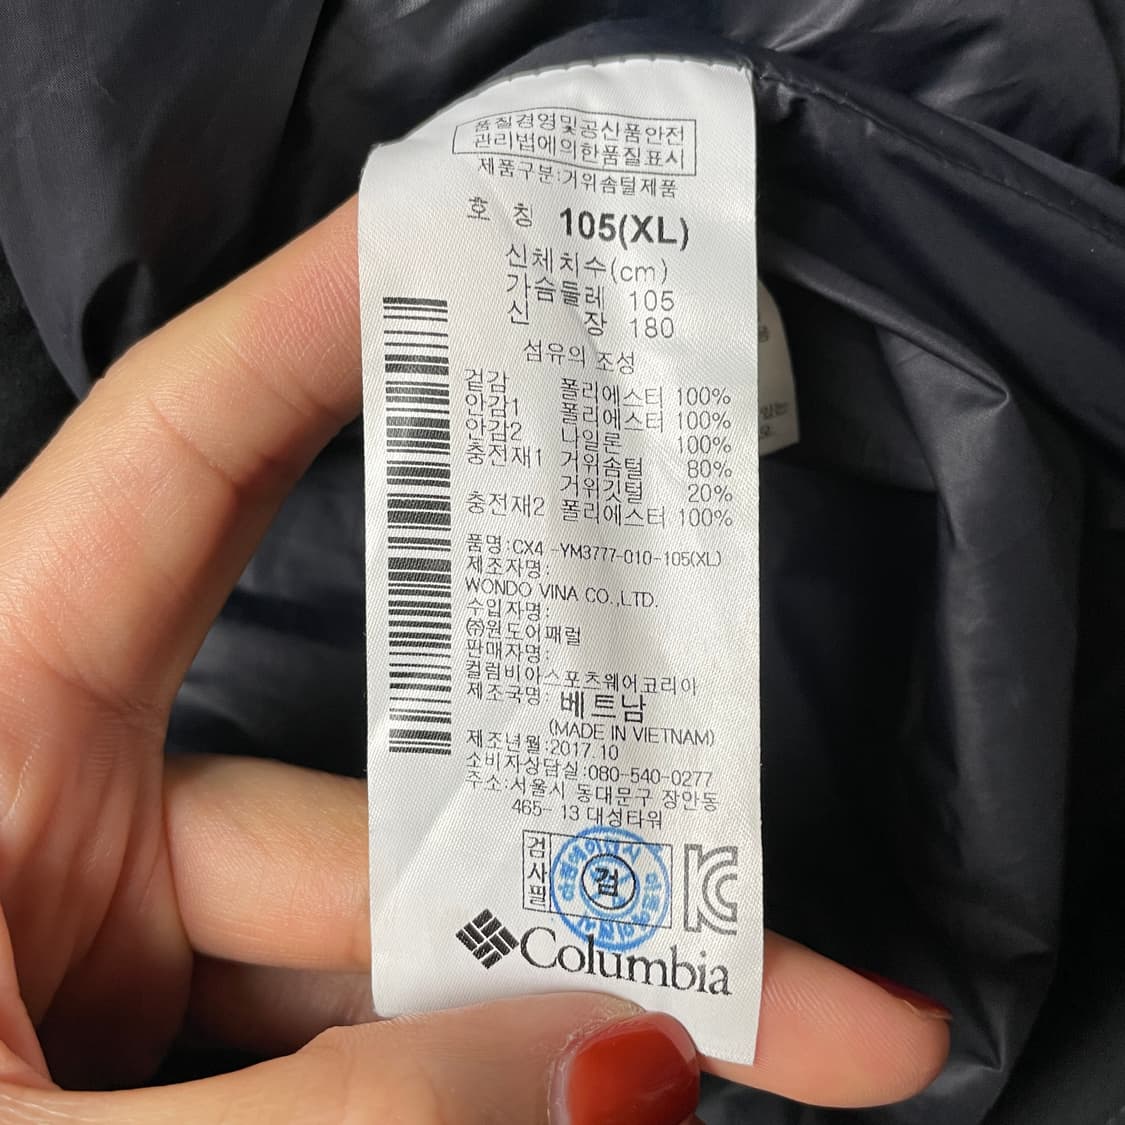 품질경영및공산품안전
관리법에의한품질표시
제품구분:거위솜털제품
호 칭 105(XL)
신체치수(cm)
가슴들레 105
신 장 180
섬유의 조성
겉감 폴리에스터 100%
안감1 폴리에스터 100%
안감2 나일론 100%
충전재1 거위솜털 80%
거위깃털 20%
충전재2 폴리에스터 100%
품명:CX4-YM3777-010-105(XL)
제조자명:
WONDO VINA CO.,LTD.
수입자명:
㈜원도어패럴
판매자명:
컬럼비아스포츠웨어코리아
제조국명: 베트남
(MADE IN VIETNAM)
제조년월:2017.10
소비자상담실:080-540-0277
주소:서울시 동대문구 장안동
465-13 대성타워
검사필
검
Columbia